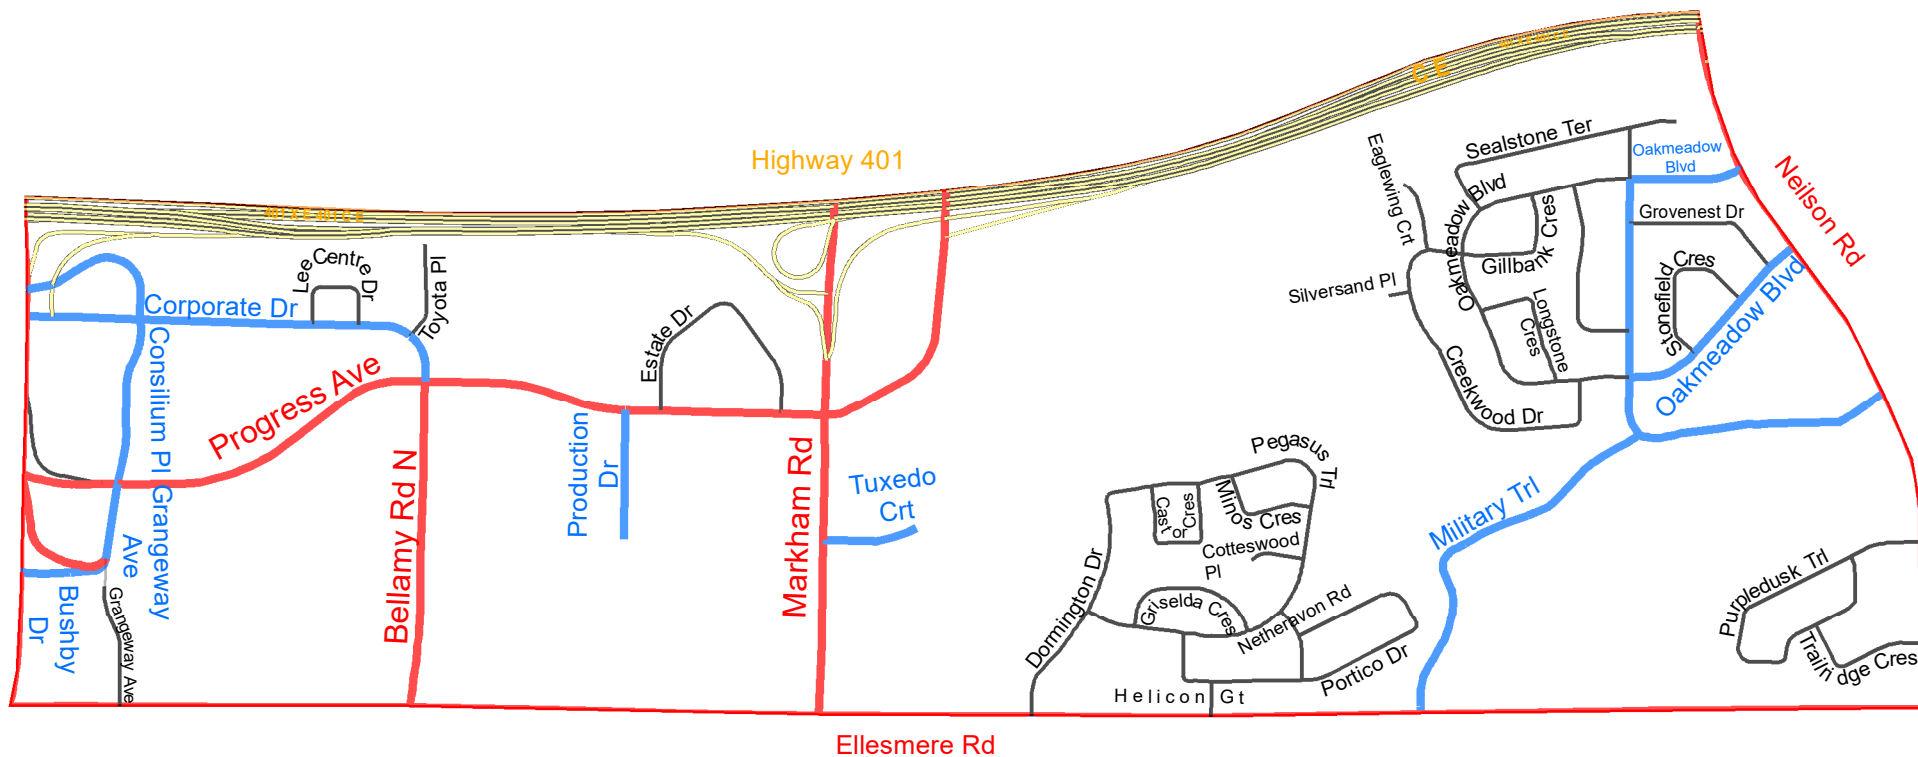 Highway 401
C E
Sealstone Ter
Oakmeadow
Blvd
Eaglewing Crt
Oakmeadow Blvd
Neilson Rd
Grovenest Dr
Gillbank Cres
Stonefield Cres
Silversand Pl
Longstone
Cres
Oakmeadow Blvd
Creekwood Dr
Lee Centre Dr
Toyota Pl
Corporate Dr
Consilium Pl
Progress Ave
Estate Dr
Production
Dr
Bellamy Rd N
Markham Rd
Tuxedo
Crt
Grangeway
Ave
Bushby
Dr
Grangeway Ave
Pegasus Trl
Minos Cres
Cast
or
Cres
Cotteswood
Pl
Military Trl
Dormington Dr
Griselda Cres
Netheravon Rd
Portico Dr
Helicon Gt
Purpledusk Trl
Trailridge Cres
Ellesmere Rd